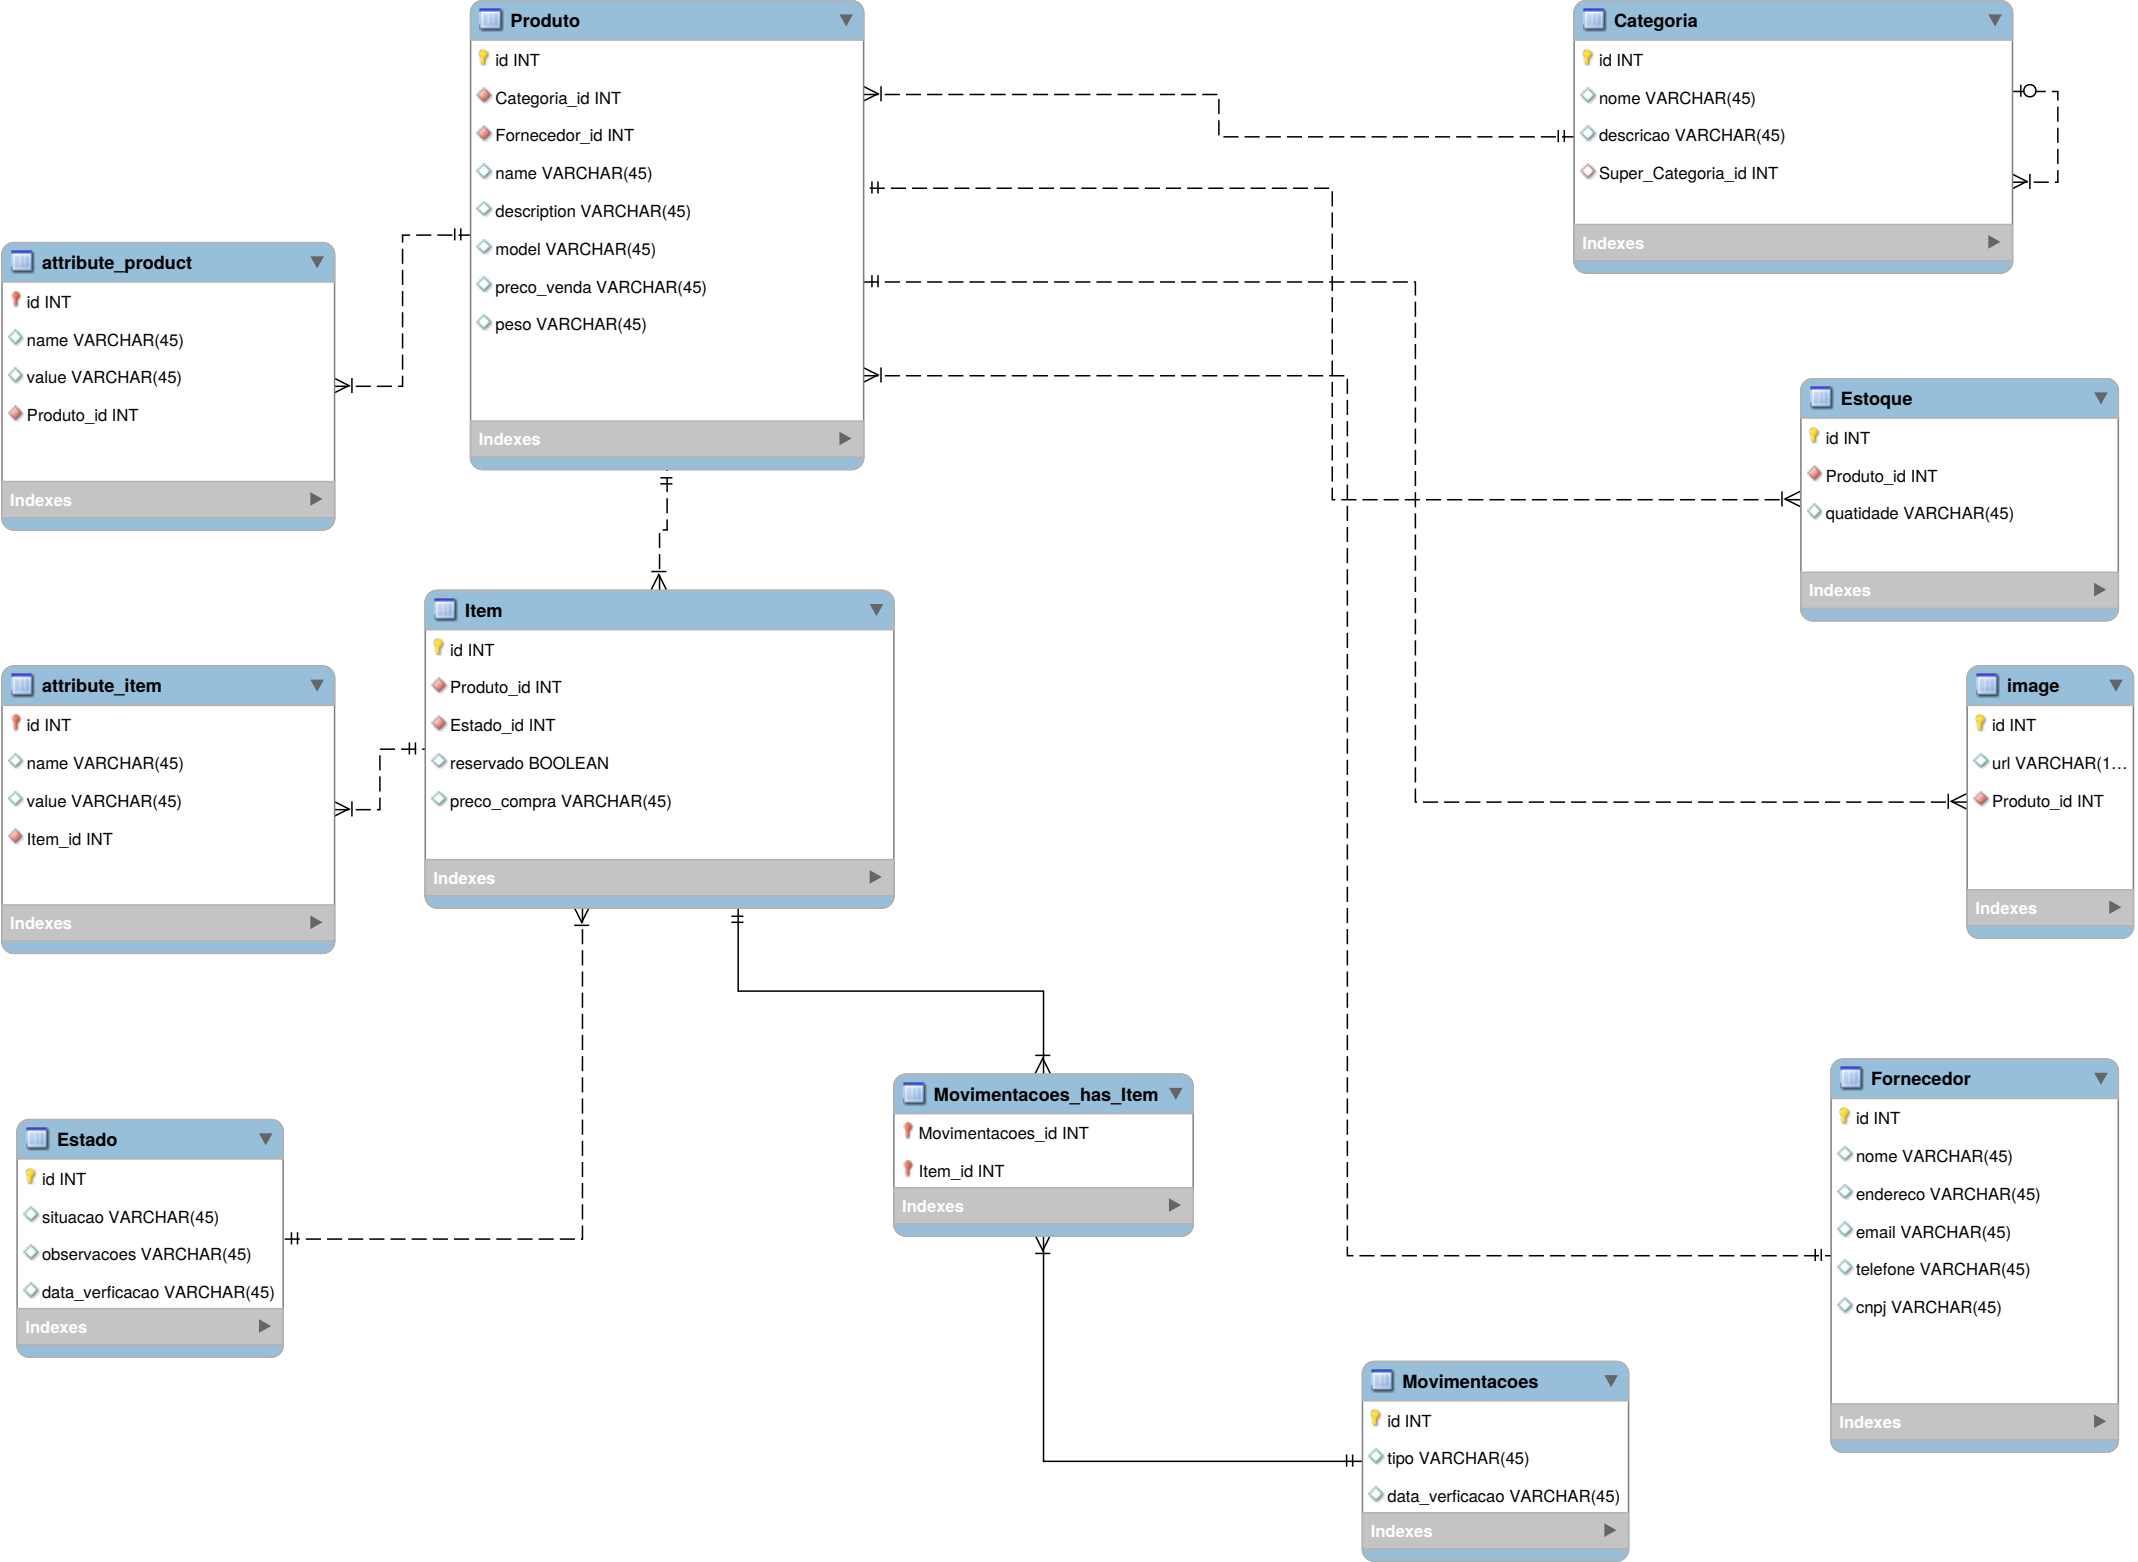 Produto
id INT
Categoria_id INT
Fornecedor_id INT
name VARCHAR(45)
description VARCHAR(45)
model VARCHAR(45)
preco_venda VARCHAR(45)
peso VARCHAR(45)
Indexes
Categoria
id INT
nome VARCHAR(45)
descricao VARCHAR(45)
Super_Categoria_id INT
Indexes
attribute_product
id INT
name VARCHAR(45)
value VARCHAR(45)
Produto_id INT
Indexes
Estoque
id INT
Produto_id INT
quatidade VARCHAR(45)
Indexes
Item
id INT
Produto_id INT
Estado_id INT
reservado BOOLEAN
preco_compra VARCHAR(45)
Indexes
attribute_item
id INT
name VARCHAR(45)
value VARCHAR(45)
Item_id INT
Indexes
image
id INT
url VARCHAR(1...
Produto_id INT
Indexes
Estado
id INT
situacao VARCHAR(45)
observacoes VARCHAR(45)
data_verficacao VARCHAR(45)
Indexes
Movimentacoes_has_Item
Movimentacoes_id INT
Item_id INT
Indexes
Fornecedor
id INT
nome VARCHAR(45)
endereco VARCHAR(45)
email VARCHAR(45)
telefone VARCHAR(45)
cnpj VARCHAR(45)
Indexes
Movimentacoes
id INT
tipo VARCHAR(45)
data_verficacao VARCHAR(45)
Indexes